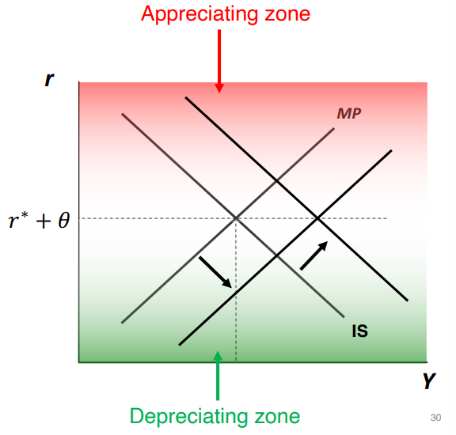 Appreciating zone
r
MP
r* + θ
IS
Y
Depreciating zone
30